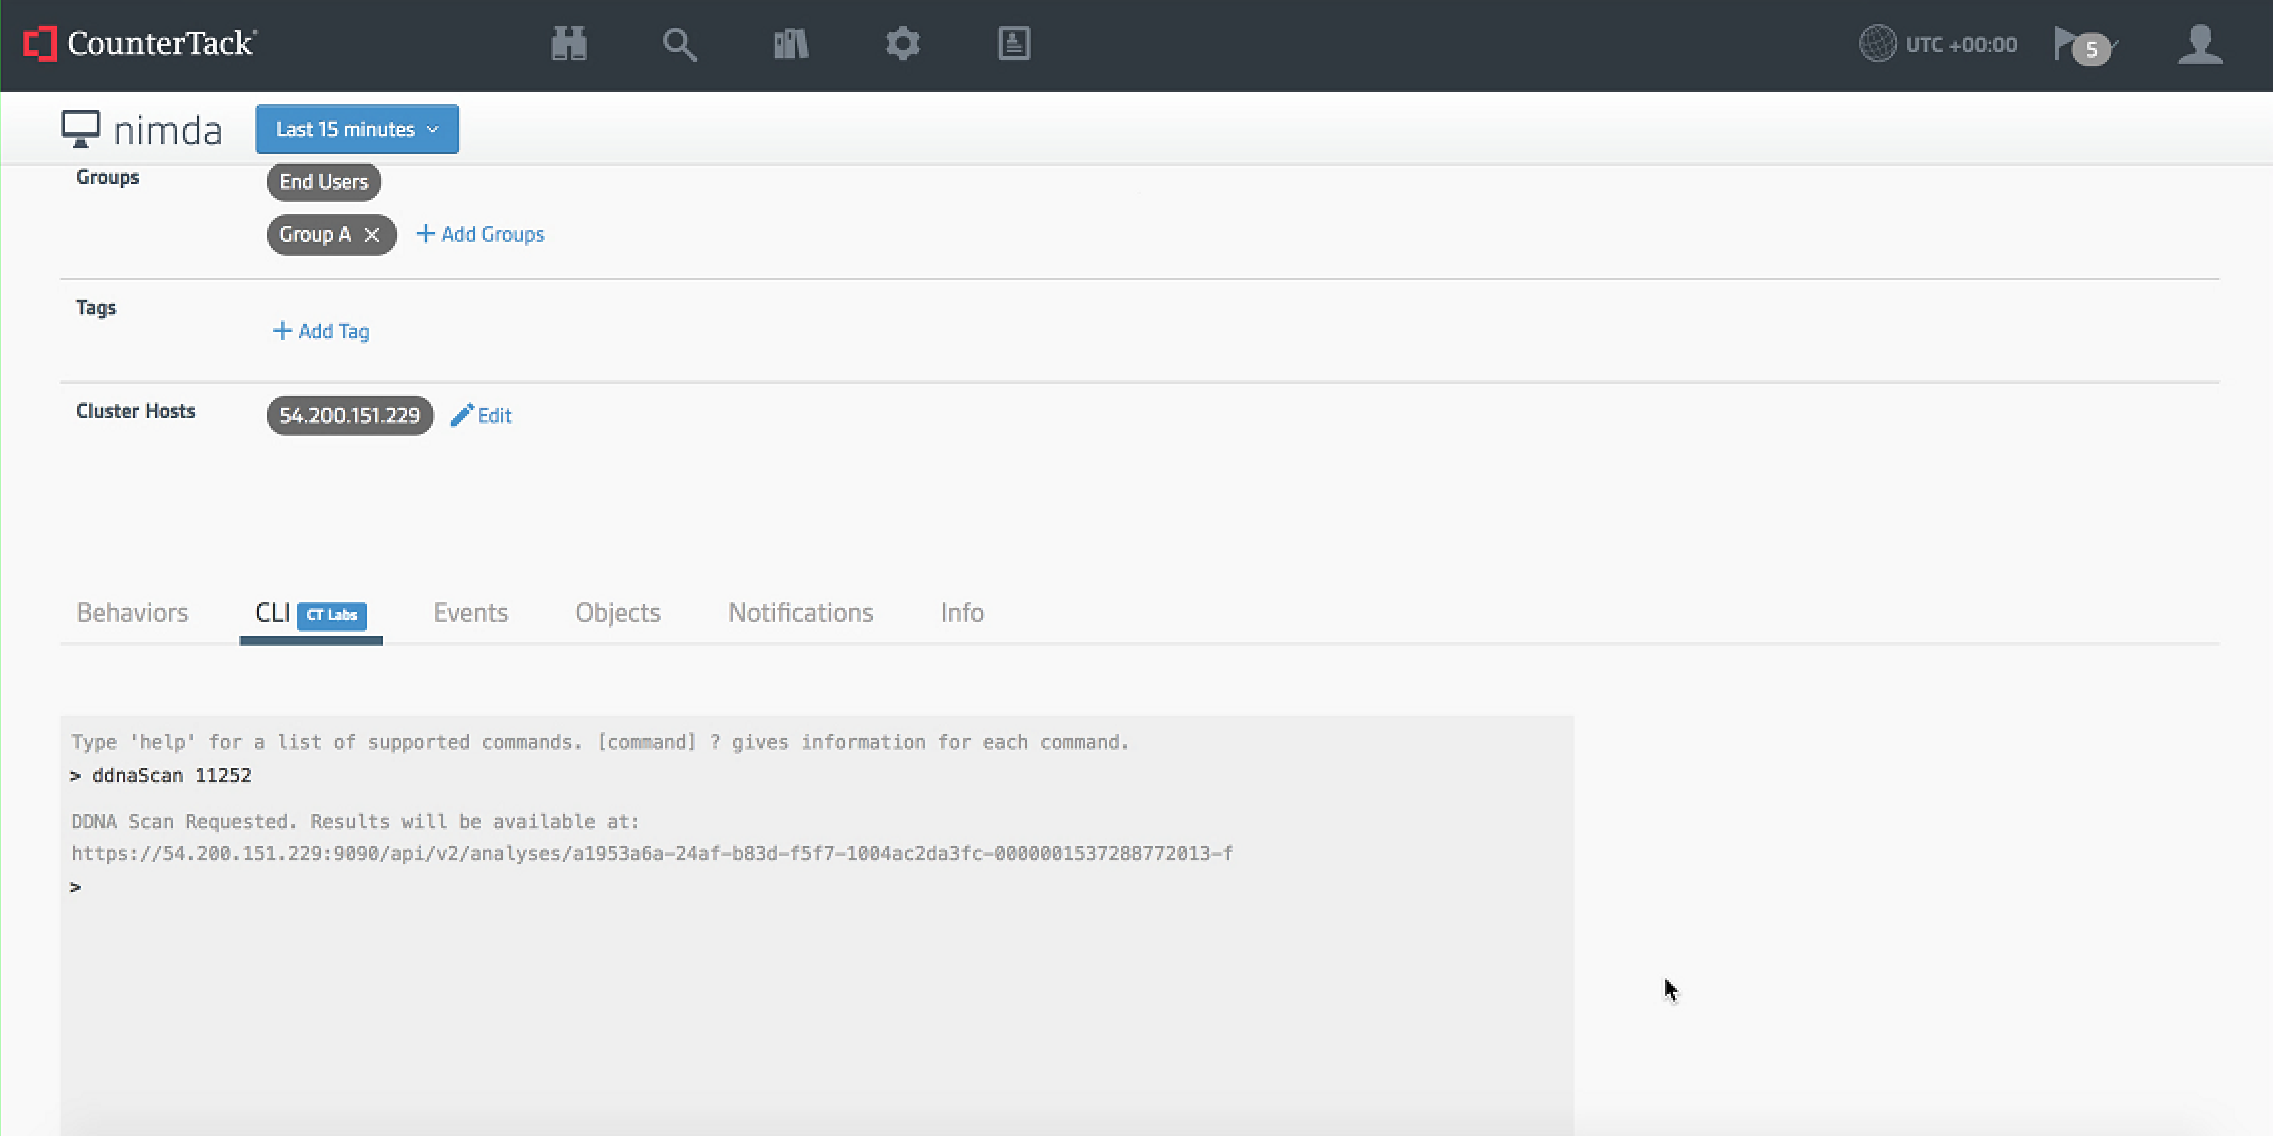 CounterTack
UTC +00:00
5
nimda
Last 15 minutes
Groups
End Users
Group A
Add Groups
Tags
Add Tag
Cluster Hosts
54.200.151.229
Edit
Behaviors
CLI CT Labs
Events
Objects
Notifications
Info
Type 'help' for a list of supported commands. [command] ? gives information for each command.
> ddnaScan 11252
DDNA Scan Requested. Results will be available at:
https://54.200.151.229:9090/api/v2/analyses/a1953a6a-24af-b83d-f5f7-1004ac2da3fc-0000001537288772013-f
>